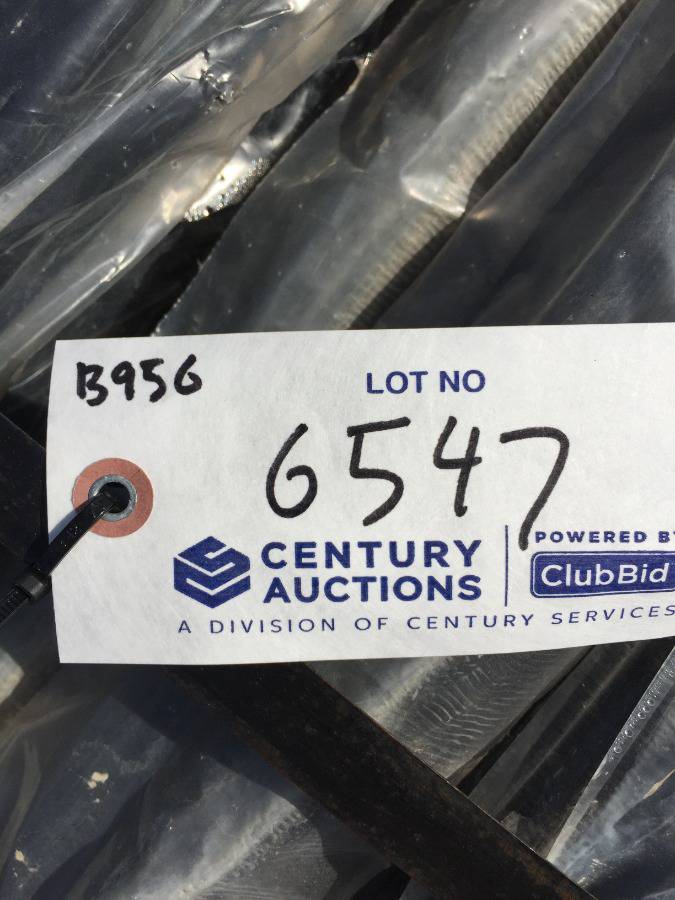 B956
LOT NO
6547
CENTURY
AUCTIONS
POWERED BY
ClubBid
A DIVISION OF CENTURY SERVICES